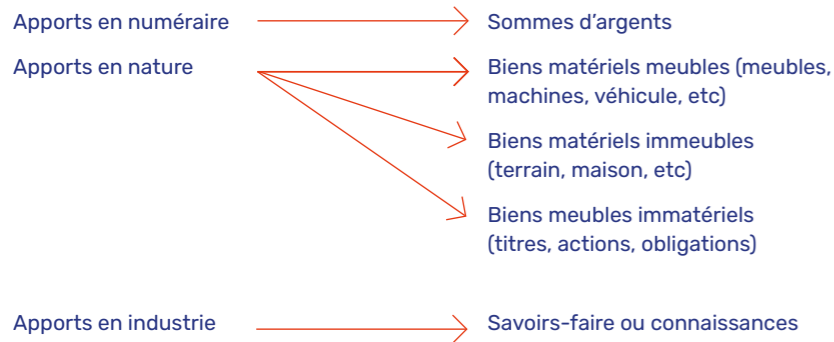 Apports en numéraire
Sommes d'argents
Apports en nature
Biens matériels meubles (meubles,
machines, véhicule, etc)
Biens matériels immeubles
(terrain, maison, etc)
Biens meubles immatériels
(titres, actions, obligations)
Apports en industrie
Savoirs-faire ou connaissances